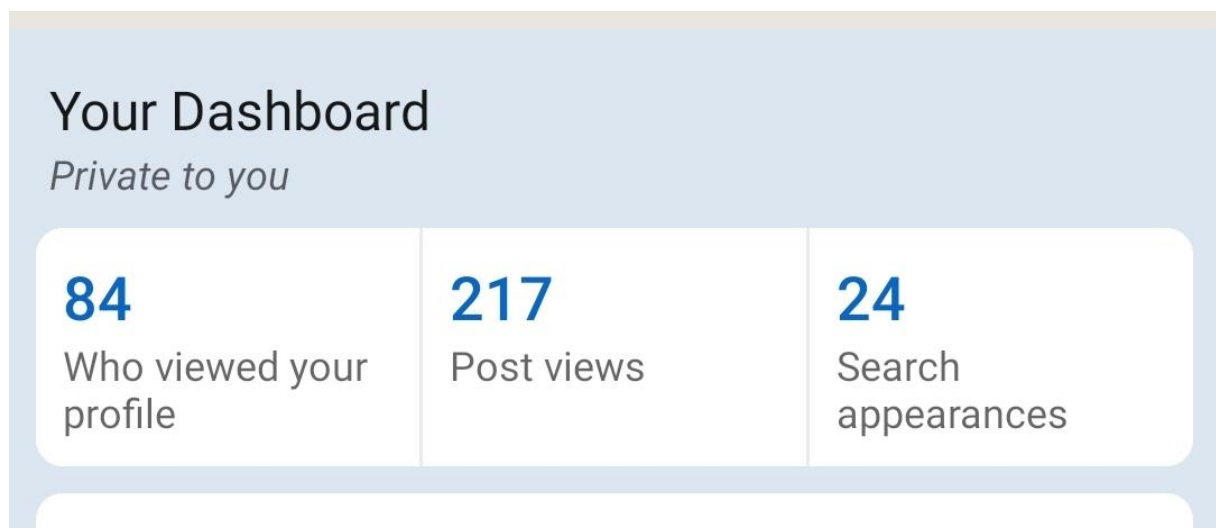 Your Dashboard
Private to you
84
Who viewed your
profile
217
Post views
24
Search
appearances